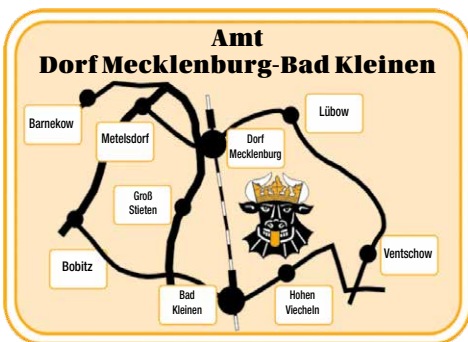 Amt
Dorf Mecklenburg-Bad Kleinen
Barnekow
Metelsdorf
Dorf
Mecklenburg
Lübow
Groß
Stieten
Bobitz
Ventschow
Bad
Kleinen
Hohen
Viecheln